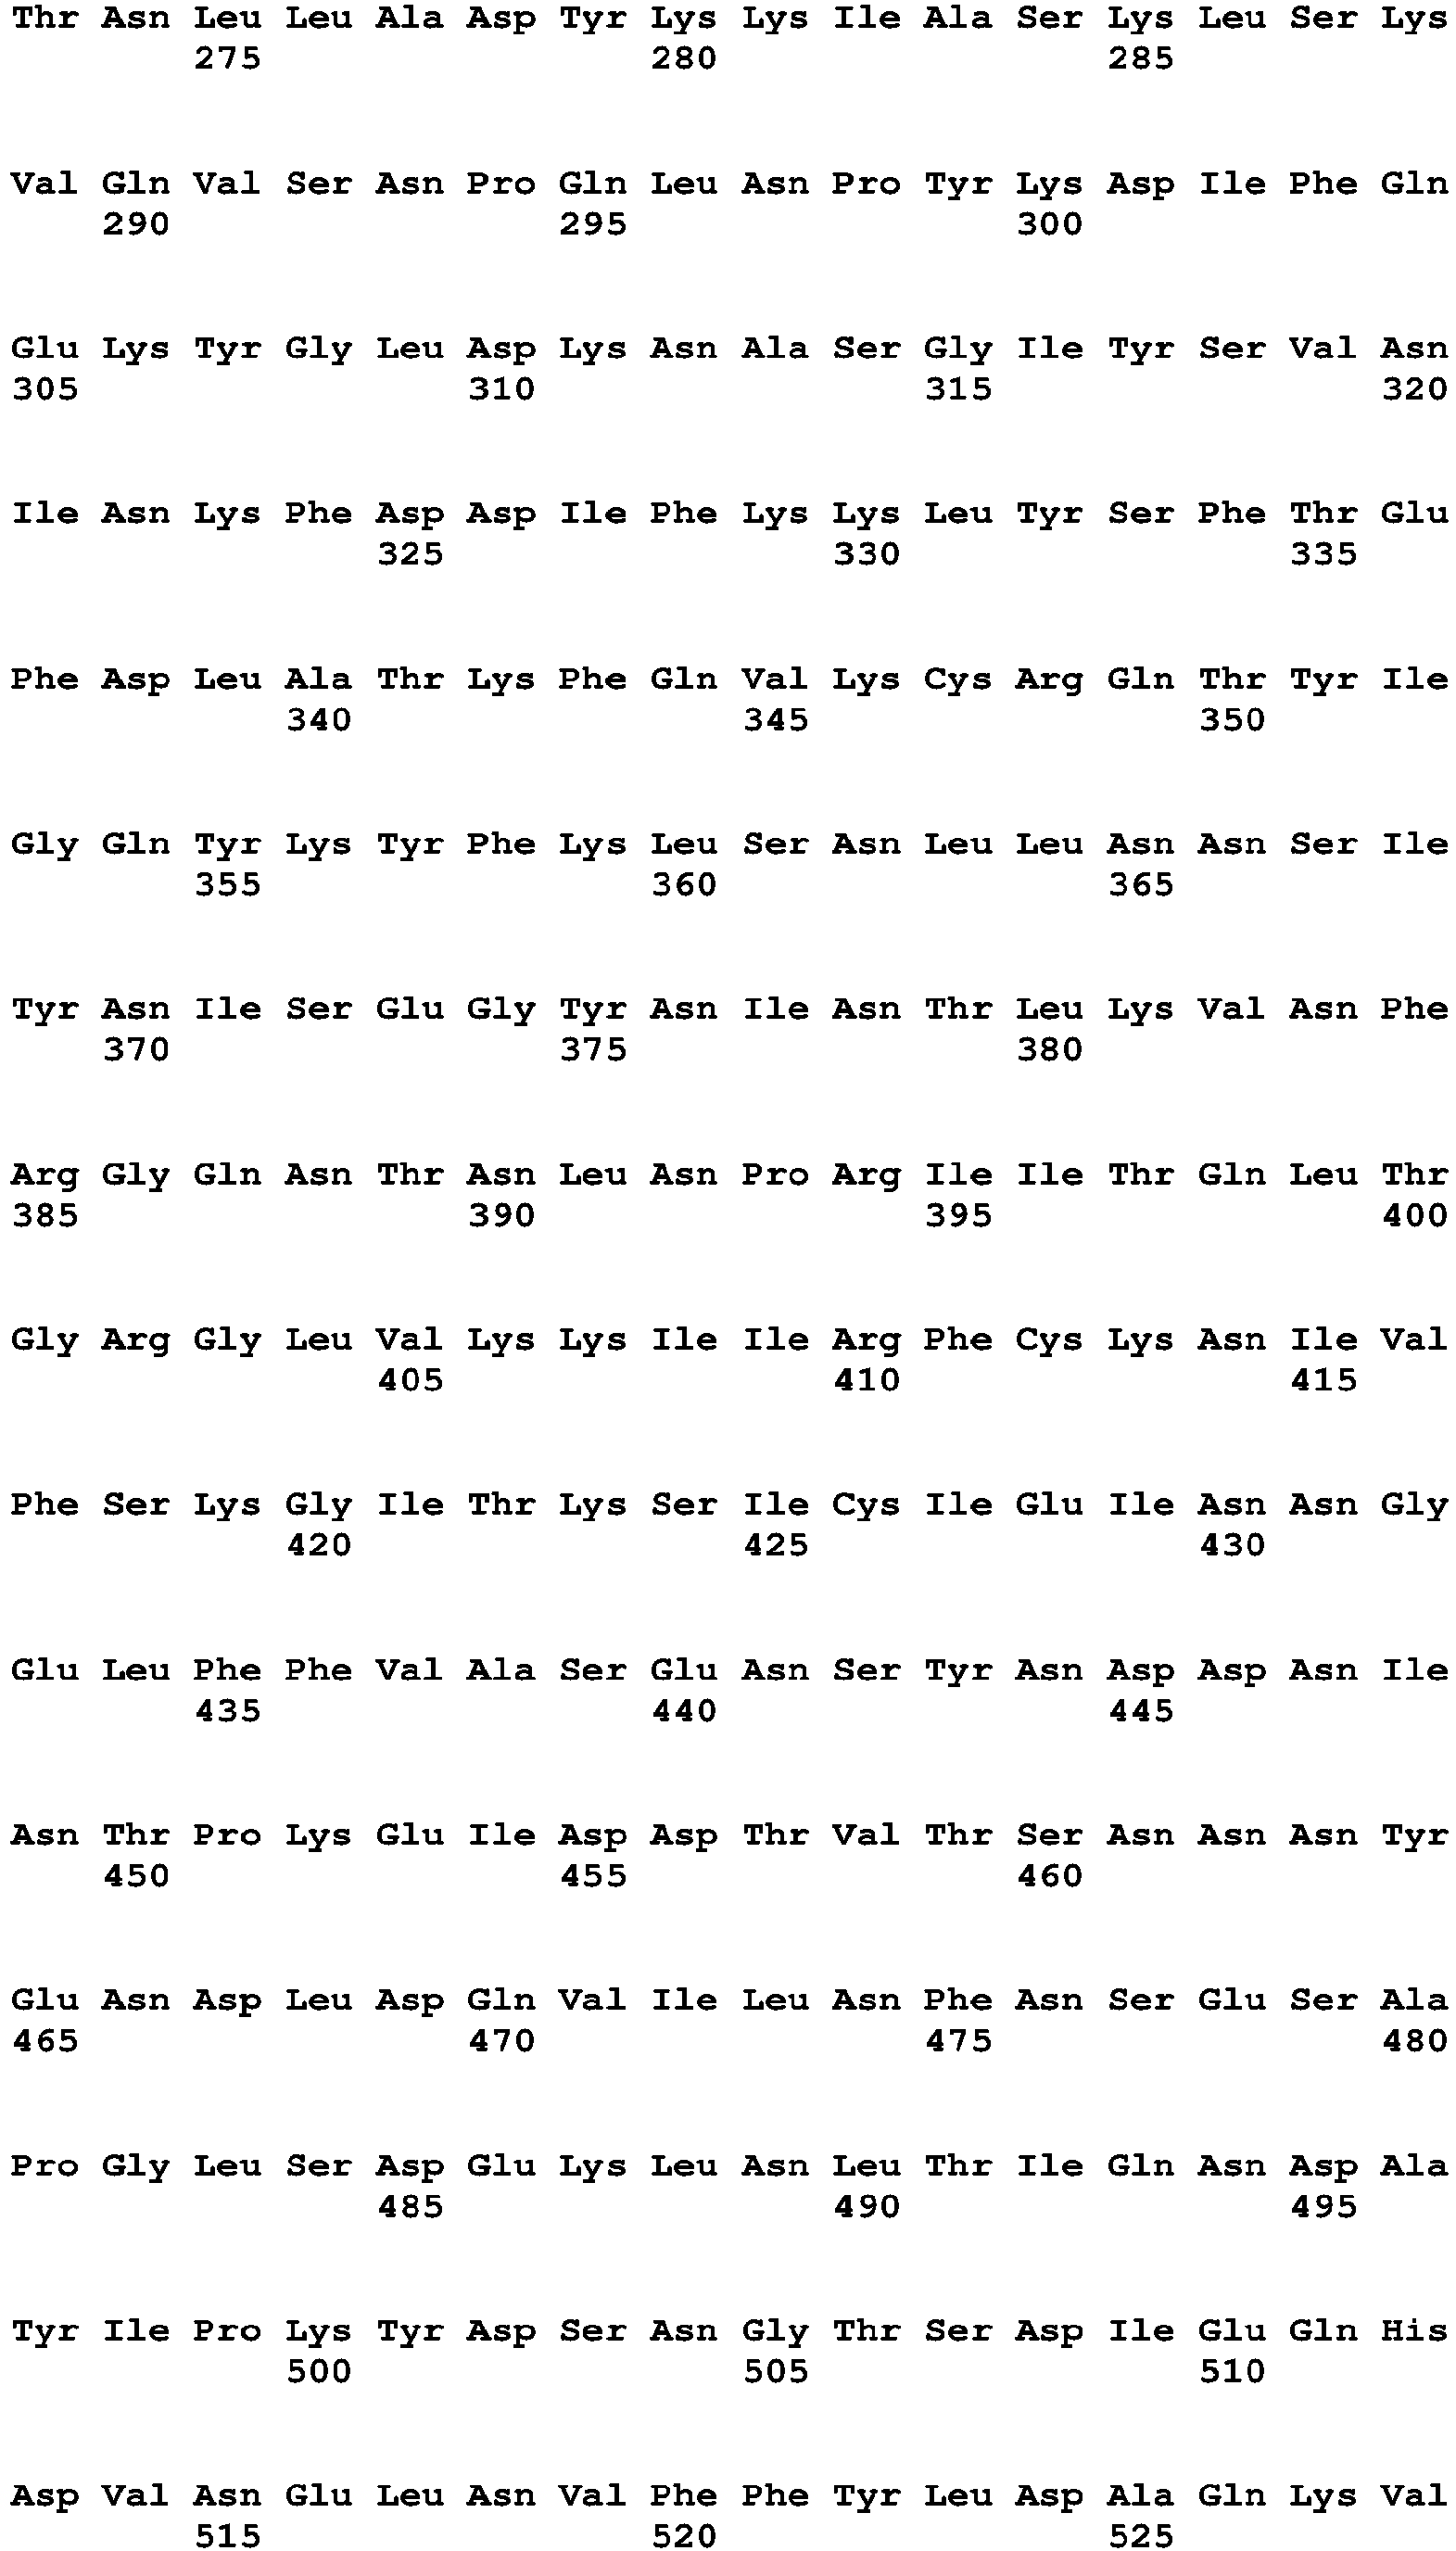 Thr Asn Leu Leu Ala Asp Tyr Lys Lys Ile Ala Ser Lys Leu Ser Lys
275 280 285
Val Gln Val Ser Asn Pro Gln Leu Asn Pro Tyr Lys Asp Ile Phe Gln
290 295 300
Glu Lys Tyr Gly Leu Asp Lys Asn Ala Ser Gly Ile Tyr Ser Val Asn
305 310 315 320
Ile Asn Lys Phe Asp Asp Ile Phe Lys Lys Leu Tyr Ser Phe Thr Glu
325 330 335
Phe Asp Leu Ala Thr Lys Phe Gln Val Lys Cys Arg Gln Thr Tyr Ile
340 345 350
Gly Gln Tyr Lys Tyr Phe Lys Leu Ser Asn Leu Leu Asn Asn Ser Ile
355 360 365
Tyr Asn Ile Ser Glu Gly Tyr Asn Ile Asn Thr Leu Lys Val Asn Phe
370 375 380
Arg Gly Gln Asn Thr Asn Leu Asn Pro Arg Ile Ile Thr Gln Leu Thr
385 390 395 400
Gly Arg Gly Leu Val Lys Lys Ile Ile Arg Phe Cys Lys Asn Ile Val
405 410 415
Phe Ser Lys Gly Ile Thr Lys Ser Ile Cys Ile Glu Ile Asn Asn Gly
420 425 430
Glu Leu Phe Phe Val Ala Ser Glu Asn Ser Tyr Asn Asp Asp Asn Ile
435 440 445
Asn Thr Pro Lys Glu Ile Asp Asp Thr Val Thr Ser Asn Asn Asn Tyr
450 455 460
Glu Asn Asp Leu Asp Gln Val Ile Leu Asn Phe Asn Ser Glu Ser Ala
465 470 475 480
Pro Gly Leu Ser Asp Glu Lys Leu Asn Leu Thr Ile Gln Asn Asp Ala
485 490 495
Tyr Ile Pro Lys Tyr Asp Ser Asn Gly Thr Ser Asp Ile Glu Gln His
500 505 510
Asp Val Asn Glu Leu Asn Val Phe Phe Tyr Leu Asp Ala Gln Lys Val
515 520 525